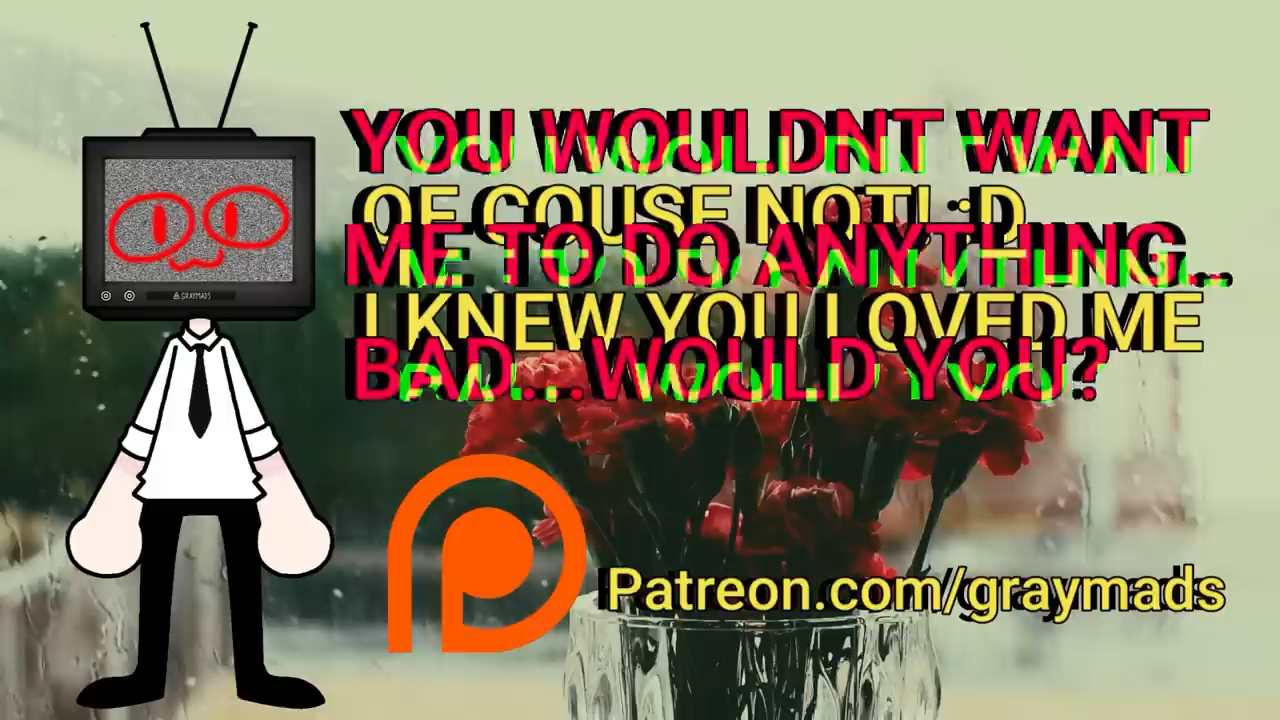 YOU WOULDNT WANT
OF COUSE NOT! :D
ME TO DO ANYTHING...
I KNEW YOU LOVED ME
BAD... WOULD YOU?
GRAYMADS
Patreon.com/graymads